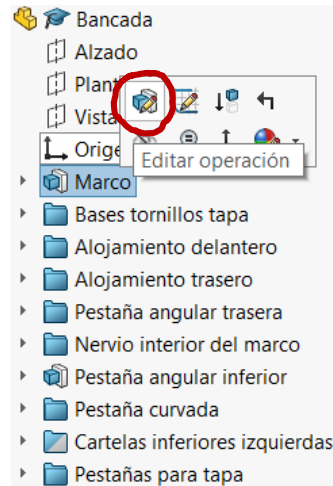 Bancada
Alzado
Plant
Vista
Orige
Editar operación
Marco
Bases tornillos tapa
Alojamiento delantero
Alojamiento trasero
Pestaña angular trasera
Nervio interior del marco
Pestaña angular inferior
Pestaña curvada
Cartelas inferiores izquierdas
Pestañas para tapa